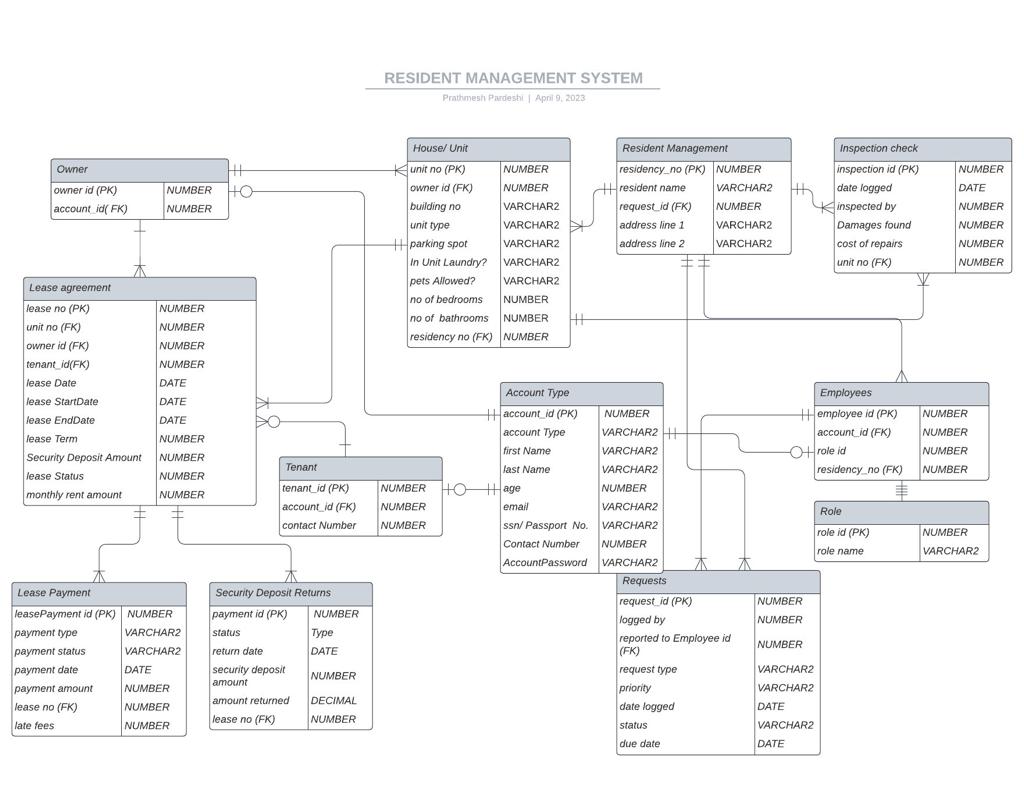 RESIDENT MANAGEMENT SYSTEM
Prathmesh Pardeshi | April 9, 2023
Owner
owner id (PK) NUMBER
account_id( FK) NUMBER
House/ Unit
unit no (PK) NUMBER
owner id (FK) NUMBER
building no VARCHAR2
unit type VARCHAR2
parking spot VARCHAR2
In Unit Laundry? VARCHAR2
pets Allowed? VARCHAR2
no of bedrooms NUMBER
no of bathrooms NUMBER
residency no (FK) NUMBER
Resident Management
residency_no (PK) NUMBER
resident name VARCHAR2
request_id (FK) NUMBER
address line 1 VARCHAR2
address line 2 VARCHAR2
Inspection check
inspection id (PK) NUMBER
date logged DATE
inspected by NUMBER
Damages found NUMBER
cost of repairs NUMBER
unit no (FK) NUMBER
Lease agreement
lease no (PK) NUMBER
unit no (FK) NUMBER
owner id (FK) NUMBER
tenant_id(FK) NUMBER
lease Date DATE
lease StartDate DATE
lease EndDate DATE
lease Term NUMBER
Security Deposit Amount NUMBER
lease Status NUMBER
monthly rent amount NUMBER
Account Type
account_id (PK) NUMBER
account Type VARCHAR2
first Name VARCHAR2
last Name VARCHAR2
age NUMBER
email VARCHAR2
ssn/ Passport No. VARCHAR2
Contact Number NUMBER
AccountPassword VARCHAR2
Employees
employee id (PK) NUMBER
account_id (FK) NUMBER
role id NUMBER
residency_no (FK) NUMBER
Tenant
tenant_id (PK) NUMBER
account_id (FK) NUMBER
contact Number NUMBER
Role
role id (PK) NUMBER
role name VARCHAR2
Lease Payment
leasePayment id (PK) NUMBER
payment type VARCHAR2
payment status VARCHAR2
payment date DATE
payment amount NUMBER
lease no (FK) NUMBER
late fees NUMBER
Security Deposit Returns
payment id (PK) NUMBER
status Type
return date DATE
security deposit
amount NUMBER
amount returned DECIMAL
lease no (FK) NUMBER
Requests
request_id (PK) NUMBER
logged by NUMBER
reported to Employee id
(FK) NUMBER
request type VARCHAR2
priority VARCHAR2
date logged DATE
status VARCHAR2
due date DATE